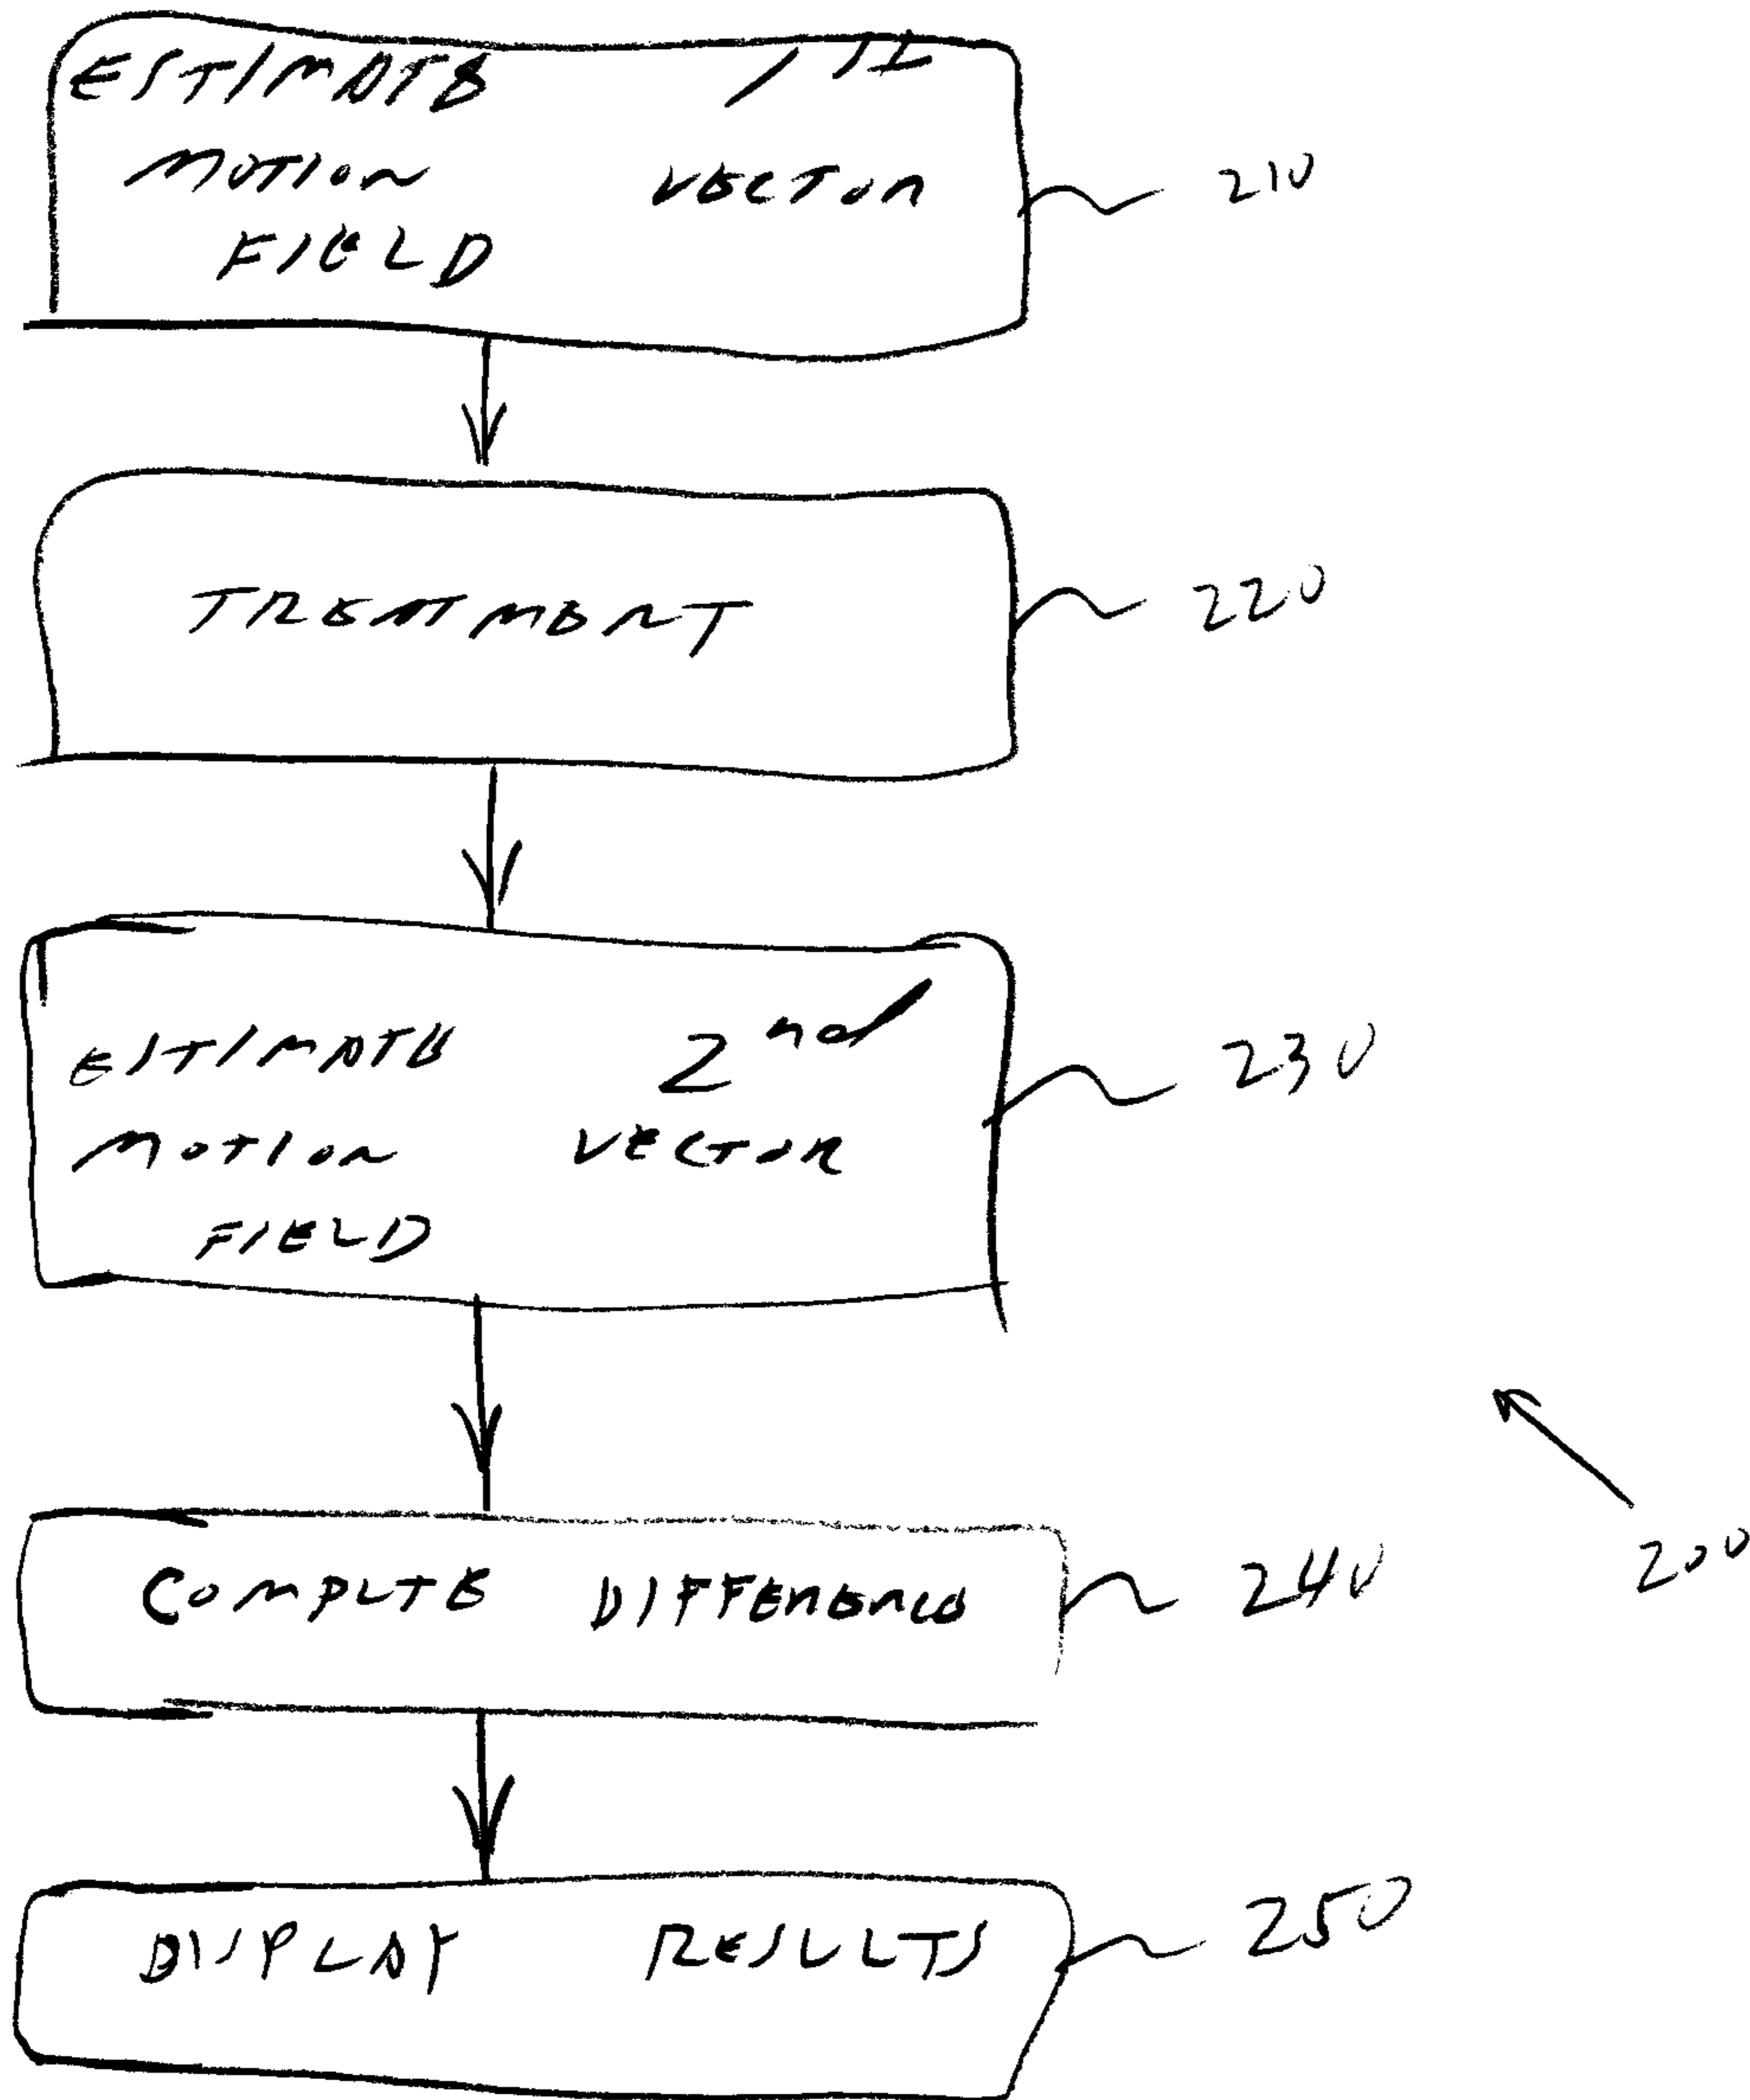 ESTIMATE 1st
MOTION VECTOR
FIELD
210
TREATMENT
220
ESTIMATE 2nd
MOTION VECTOR
FIELD
230
COMPUTE DIFFERENCE
240
200
DISPLAY RESULTS
250